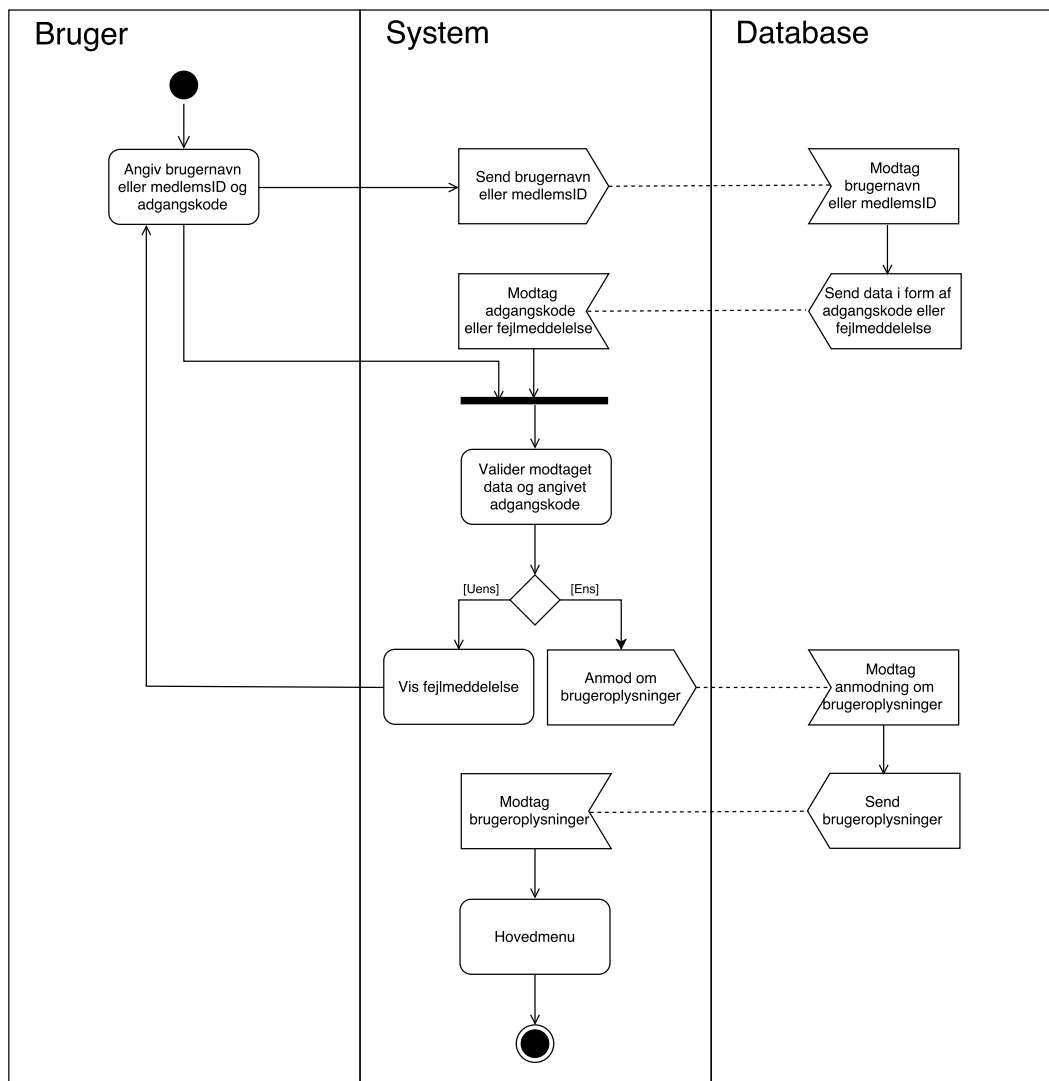 Bruger
System
Database
Angiv brugernavn
eller medlemsID og
adgangskode
Send brugernavn
eller medlemsID
Modtag
brugernavn
eller medlemsID
Modtag
adgangskode
eller fejlmeddelelse
Send data i form af
adgangskode eller
fejlmeddelelse
Valider modtaget
data og angivet
adgangskode
[Uens]
[Ens]
Vis fejlmeddelelse
Anmod om
brugeroplysninger
Modtag
anmodning om
brugeroplysninger
Modtag
brugeroplysninger
Send
brugeroplysninger
Hovedmenu